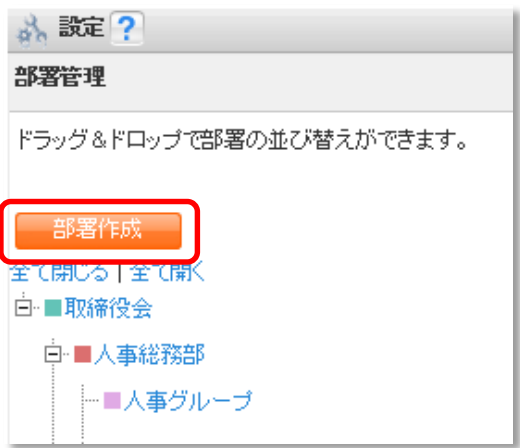 設定 ?
部署管理
ドラッグ&ドロップで部署の並び替えができます。
部署作成
全て閉じる | 全て開く
取締役会
人事総務部
人事グループ